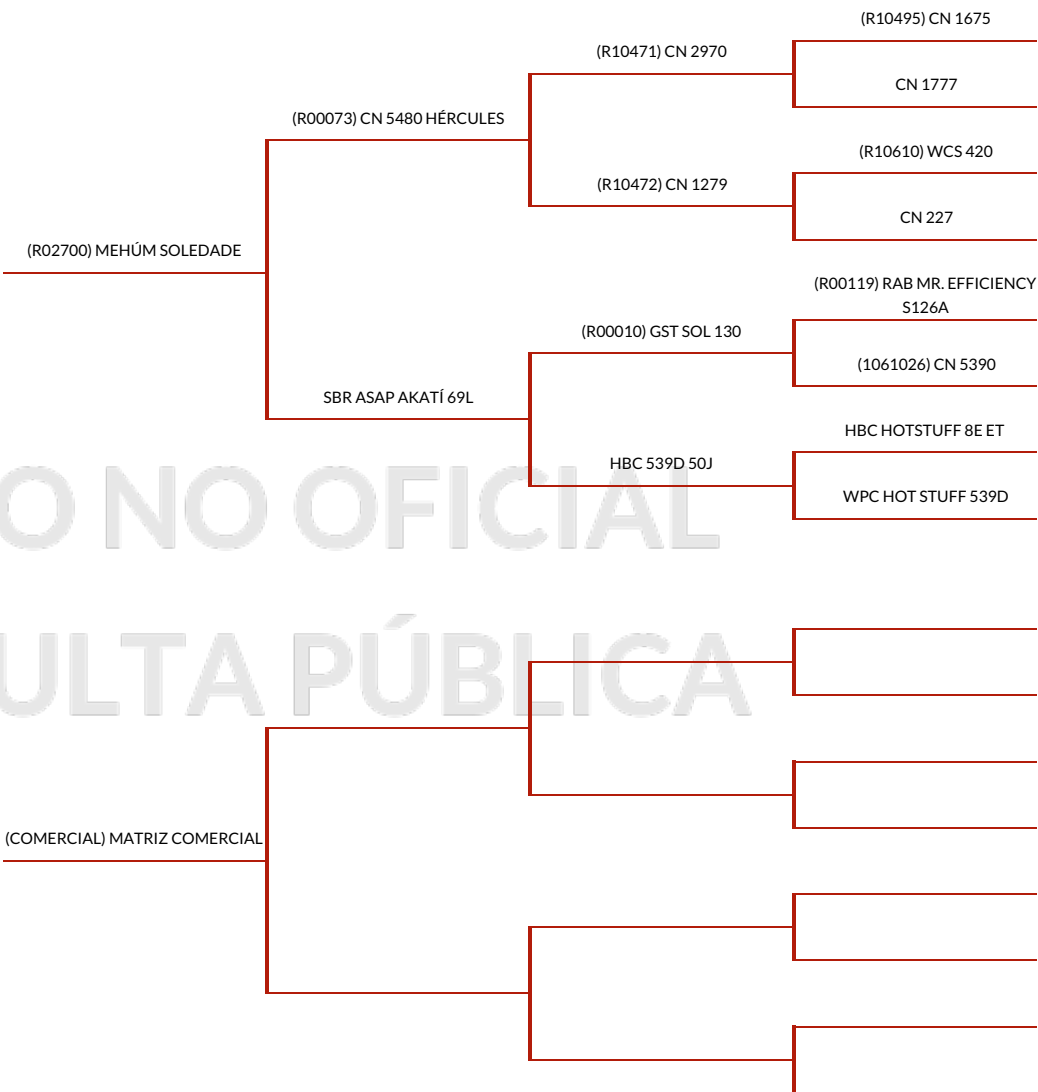 (R10495) CN 1675
(R10471) CN 2970
CN 1777
(R00073) CN 5480 HÉRCULES
(R10610) WCS 420
(R10472) CN 1279
CN 227
(R02700) MEHÚM SOLEDADE
(R00119) RAB MR. EFFICIENCY
S126A
(R00010) GST SOL 130
(1061026) CN 5390
SBR ASAP AKATÍ 69L
HBC HOTSTUFF 8E ET
HBC 539D 50J
WPC HOT STUFF 539D
O NO OFICIAL
ULTA PÚBLICA
(COMERCIAL) MATRIZ COMERCIAL